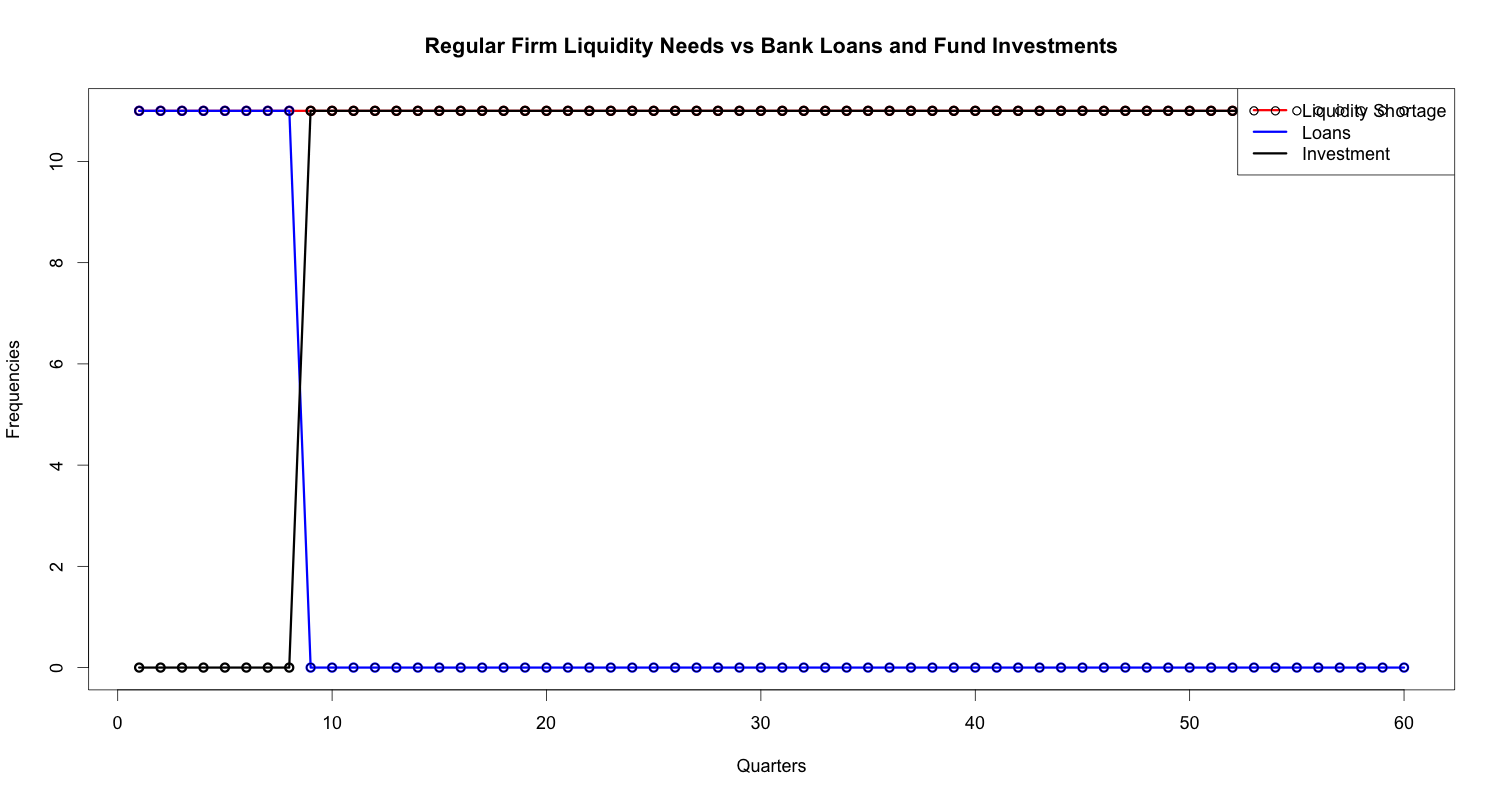 Regular Firm Liquidity Needs vs Bank Loans and Fund Investments
Liquidity Shortage
Loans
Investment
10
8
6
4
2
0
Frequencies
0 10 20 30 40 50 60
Quarters